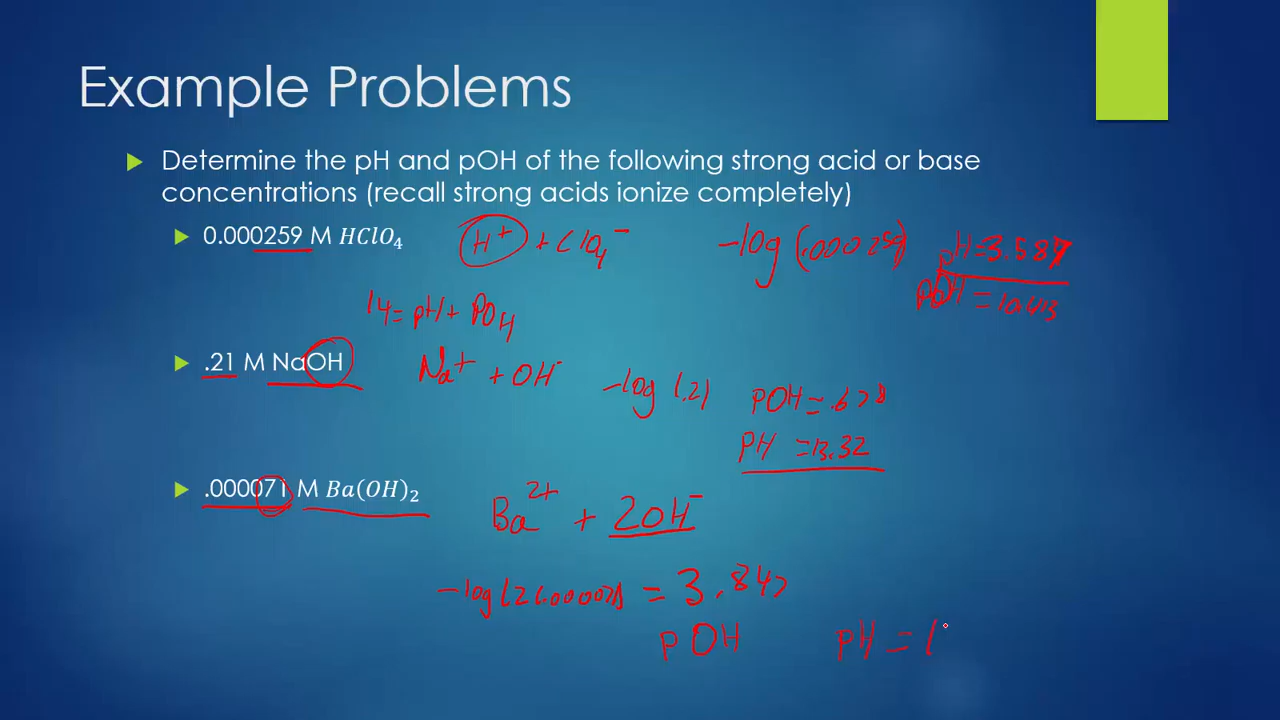 Example Problems
Determine the pH and pOH of the following strong acid or base
concentrations (recall strong acids ionize completely)
0.000259 M HClO₄ H⁺ + ClO₄⁻ -log (.000259) pH=3.587
POH = 10.413
14= pH + POH
.21 M NaOH Na⁺ + OH⁻ -log (.21) POH = .678
PH = 13.32
.000071 M Ba(OH)₂ Ba²⁺ + 2OH⁻
-log(2(.000071) = 3.847
pOH pH = 1